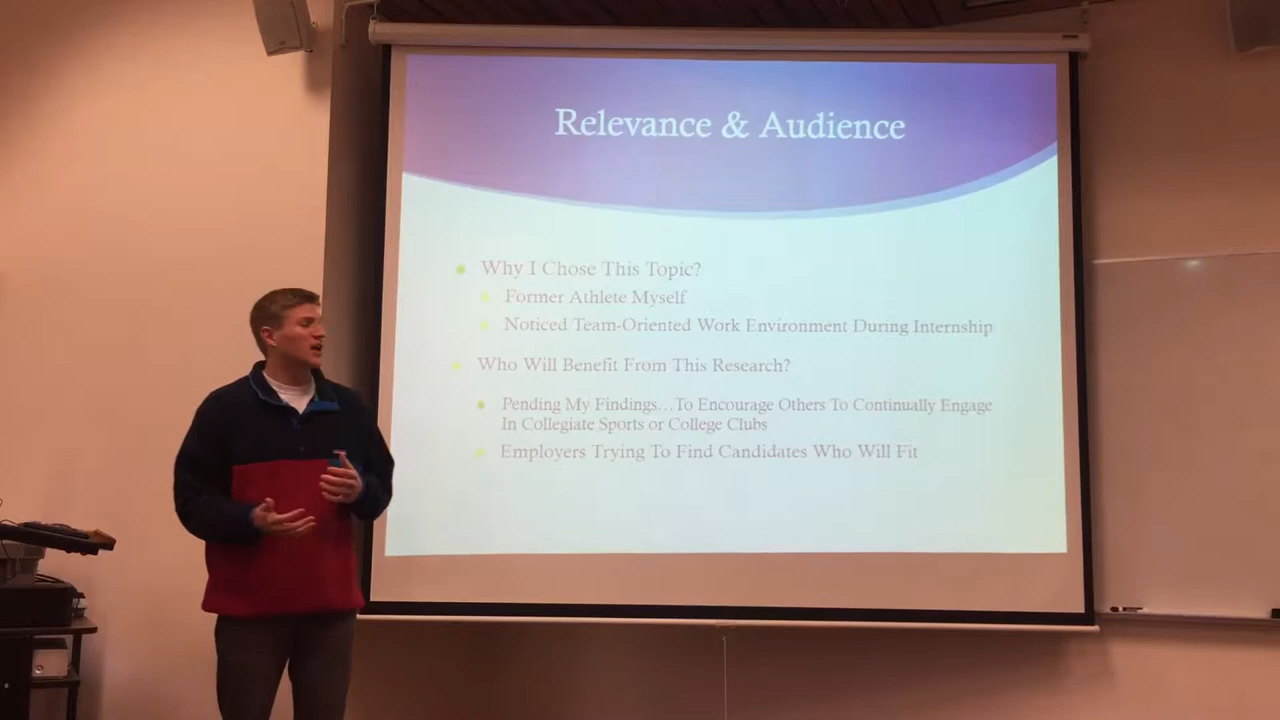 Relevance & Audience
Why I Chose This Topic?
Former Athlete Myself
Noticed Team-Oriented Work Environment During Internship
Who Will Benefit From This Research?
Pending My Findings…To Encourage Others To Continually Engage
In Collegiate Sports or College Clubs
Employers Trying To Find Candidates Who Will Fit